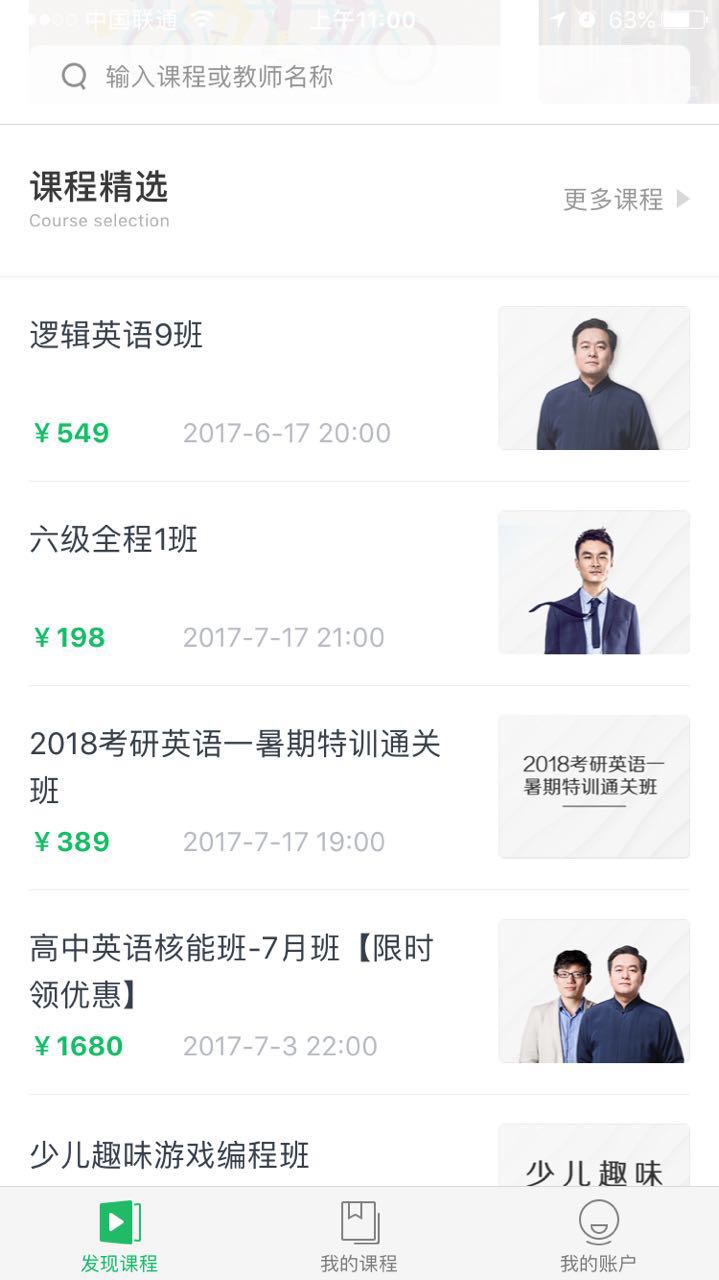 中国联通
上午11:00
63%
输入课程或教师名称
课程精选
Course selection
更多课程
逻辑英语9班
¥549
2017-6-17 20:00
六级全程1班
¥198
2017-7-17 21:00
2018考研英语一暑期特训通关
班
¥389
2017-7-17 19:00
2018考研英语一
暑期特训通关班
高中英语核能班-7月班【限时
领优惠】
¥1680
2017-7-3 22:00
少儿趣味游戏编程班
少儿趣味
发现课程
我的课程
我的账户